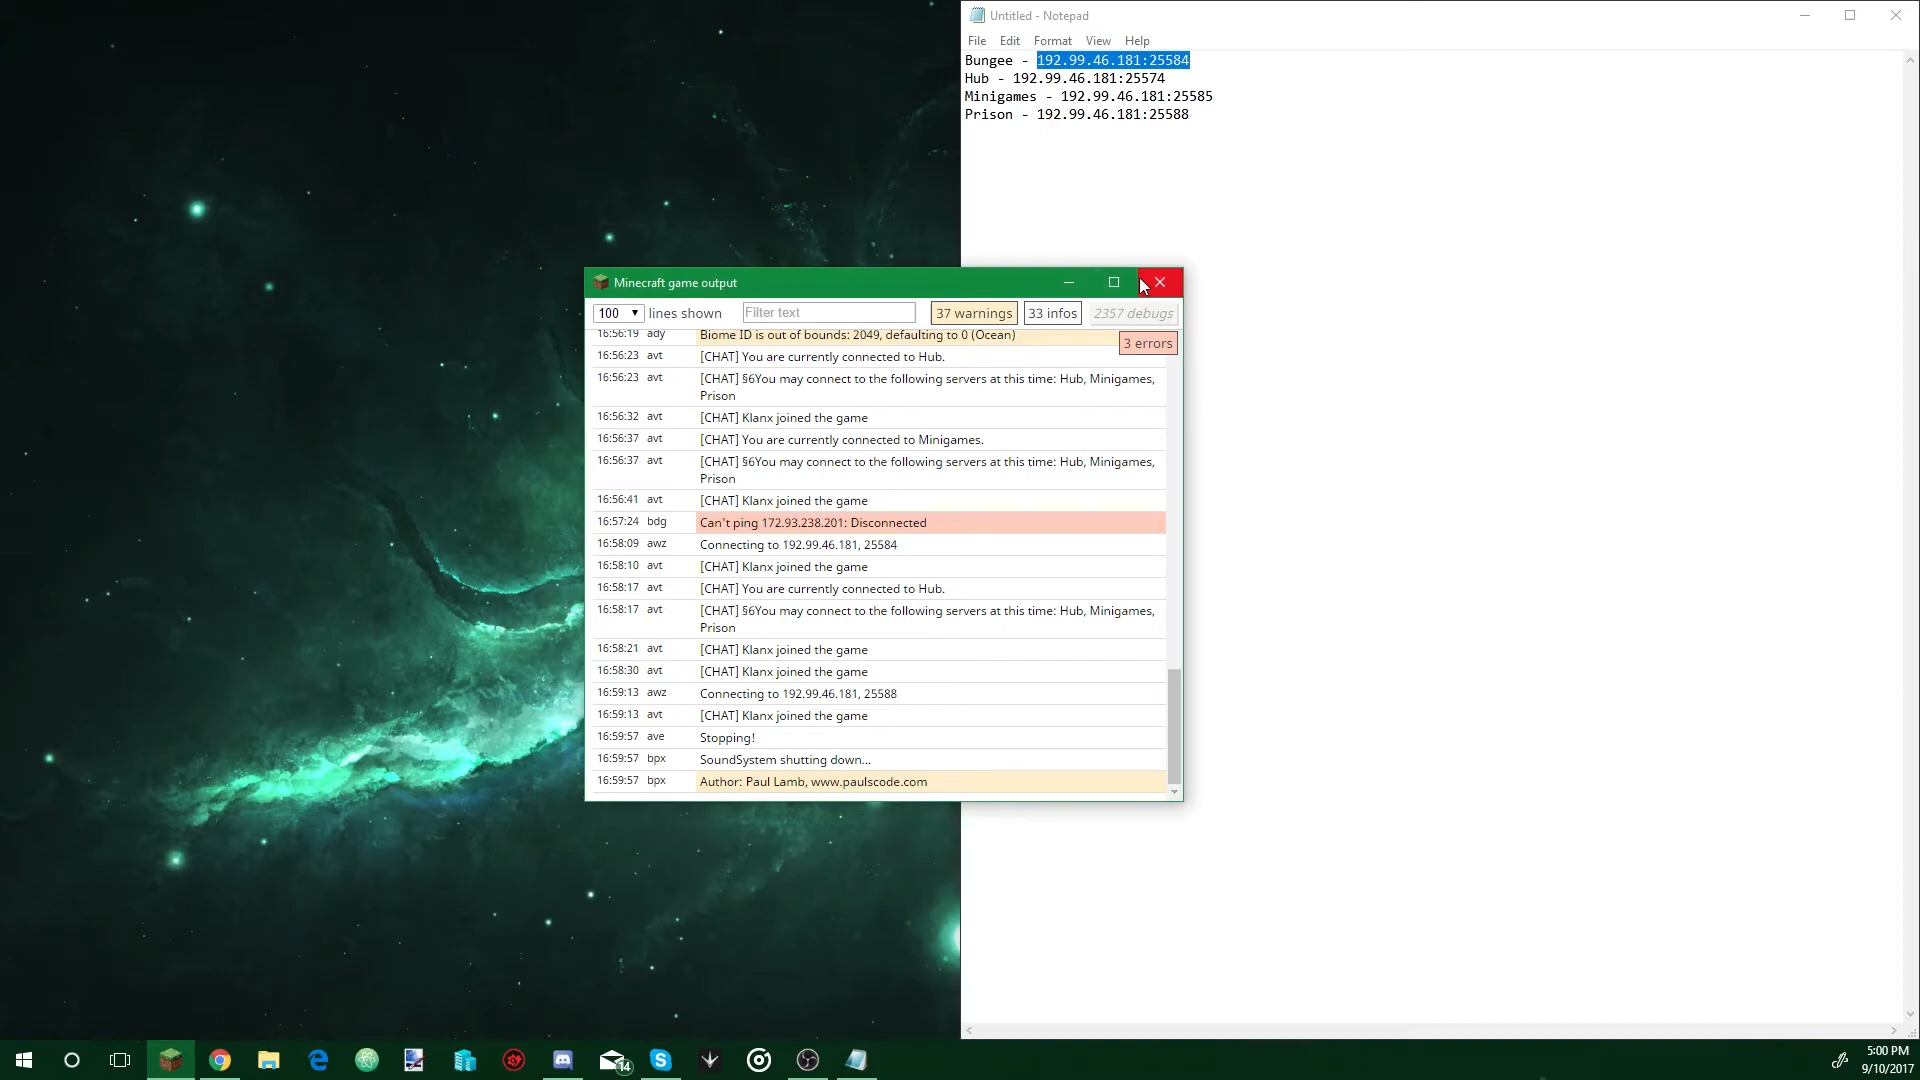 Untitled - Notepad
File Edit Format View Help
Bungee - 192.99.46.181:25584
Hub - 192.99.46.181:25574
Minigames - 192.99.46.181:25585
Prison - 192.99.46.181:25588
Minecraft game output
100 lines shown Filter text 37 warnings 33 infos 2357 debugs
3 errors
16:56:19 ady Biome ID is out of bounds: 2049, defaulting to 0 (Ocean)
16:56:23 avt [CHAT] You are currently connected to Hub.
16:56:23 avt [CHAT] §6You may connect to the following servers at this time: Hub, Minigames,
Prison
16:56:32 avt [CHAT] Klanx joined the game
16:56:37 avt [CHAT] You are currently connected to Minigames.
16:56:37 avt [CHAT] §6You may connect to the following servers at this time: Hub, Minigames,
Prison
16:56:41 avt [CHAT] Klanx joined the game
16:57:24 bdg Can't ping 172.93.238.201: Disconnected
16:58:09 awz Connecting to 192.99.46.181, 25584
16:58:10 avt [CHAT] Klanx joined the game
16:58:17 avt [CHAT] You are currently connected to Hub.
16:58:17 avt [CHAT] §6You may connect to the following servers at this time: Hub, Minigames,
Prison
16:58:21 avt [CHAT] Klanx joined the game
16:58:30 avt [CHAT] Klanx joined the game
16:59:13 awz Connecting to 192.99.46.181, 25588
16:59:13 avt [CHAT] Klanx joined the game
16:59:57 ave Stopping!
16:59:57 bpx SoundSystem shutting down...
16:59:57 bpx Author: Paul Lamb, www.paulscode.com
14
5:00 PM
9/10/2017